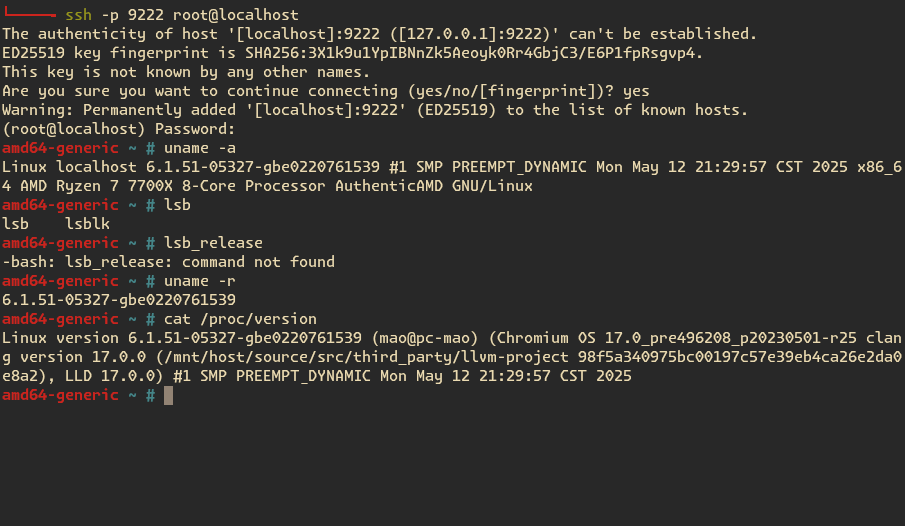 ssh -p 9222 root@localhost
The authenticity of host '[localhost]:9222 ([127.0.0.1]:9222)' can't be established.
ED25519 key fingerprint is SHA256:3X1k9u1YpIBNnZk5Aeoyk0Rr4GbjC3/E6P1fpRsgvp4.
This key is not known by any other names.
Are you sure you want to continue connecting (yes/no/[fingerprint])? yes
Warning: Permanently added '[localhost]:9222' (ED25519) to the list of known hosts.
(root@localhost) Password:
amd64-generic ~ # uname -a
Linux localhost 6.1.51-05327-gbe0220761539 #1 SMP PREEMPT_DYNAMIC Mon May 12 21:29:57 CST 2025 x86_6
4 AMD Ryzen 7 7700X 8-Core Processor AuthenticAMD GNU/Linux
amd64-generic ~ # lsb
lsb    lsblk
amd64-generic ~ # lsb_release
-bash: lsb_release: command not found
amd64-generic ~ # uname -r
6.1.51-05327-gbe0220761539
amd64-generic ~ # cat /proc/version
Linux version 6.1.51-05327-gbe0220761539 (mao@pc-mao) (Chromium OS 17.0_pre496208_p20230501-r25 clan
g version 17.0.0 (/mnt/host/source/src/third_party/llvm-project 98f5a340975bc00197c57e39eb4ca26e2da0
e8a2), LLD 17.0.0) #1 SMP PREEMPT_DYNAMIC Mon May 12 21:29:57 CST 2025
amd64-generic ~ #